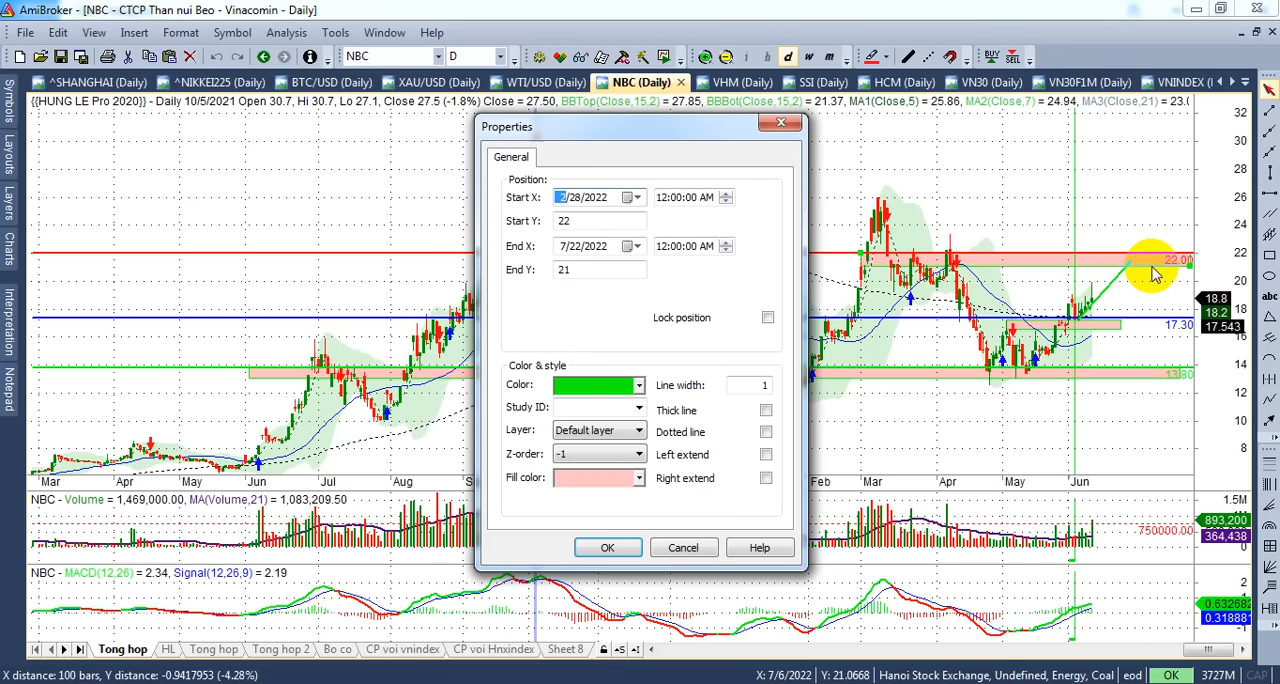 AmiBroker - [NBC - CTCP Than nui Beo - Vinacomin - Daily]
File Edit View Insert Format Symbol Analysis Tools Window Help
NBC D i h d w m BUY SELL
^SHANGHAI (Daily) ^NIKKEI225 (Daily) BTC/USD (Daily) XAU/USD (Daily) WTI/USD (Daily) NBC (Daily) VHM (Daily) SSI (Daily) HCM (Daily) VN30 (Daily) VN30F1M (Daily) VNINDEX (
{{HUNG LE Pro 2020}} - Daily 10/5/2021 Open 30.7, Hi 30.7, Lo 27.1, Close 27.5 (-1.8%) Close = 27.50, BBTop(Close,15,2) = 27.85, BBBot(Close,15,2) = 21.37, MA1(Close,5) = 25.86, MA2(Close,7) = 24.94, MA3(Close,21) = 23.0
Symbols
Layouts
Layers
Charts
Interpretation
Notepad
Properties
General
Position:
Start X: 2/28/2022 12:00:00 AM
Start Y: 22
End X: 7/22/2022 12:00:00 AM
End Y: 21
Lock position
Color & style
Color: Line width: 1
Study ID: Thick line
Layer: Default layer Dotted line
Z-order: -1 Left extend
Fill color: Right extend
OK Cancel Help
32
30
28
26
24
22
22.00
20
18.8
18.2
17.30
17.543
16
14
13.80
12
10
8
abc
Mar Apr May Jun Jul Aug S Feb Mar Apr May Jun
NBC - Volume = 1,469,000.00, MA(Volume,21) = 1,083,209.50
1.5M
893,200
750000.00
364,438
0
NBC - MACD(12,26) = 2.34, Signal(12,26,9) = 2.19
2
1
0.632682
0.318881
-1
Tong hop HL Tong hop Tong hop 2 Bo co CP voi vnindex CP voi Hnxindex Sheet 8
X distance: 100 bars, Y distance: -0.9417953 (-4.28%) X: 7/6/2022 Y: 21.0668 Hanoi Stock Exchange, Undefined, Energy, Coal eod OK 3727M CAP